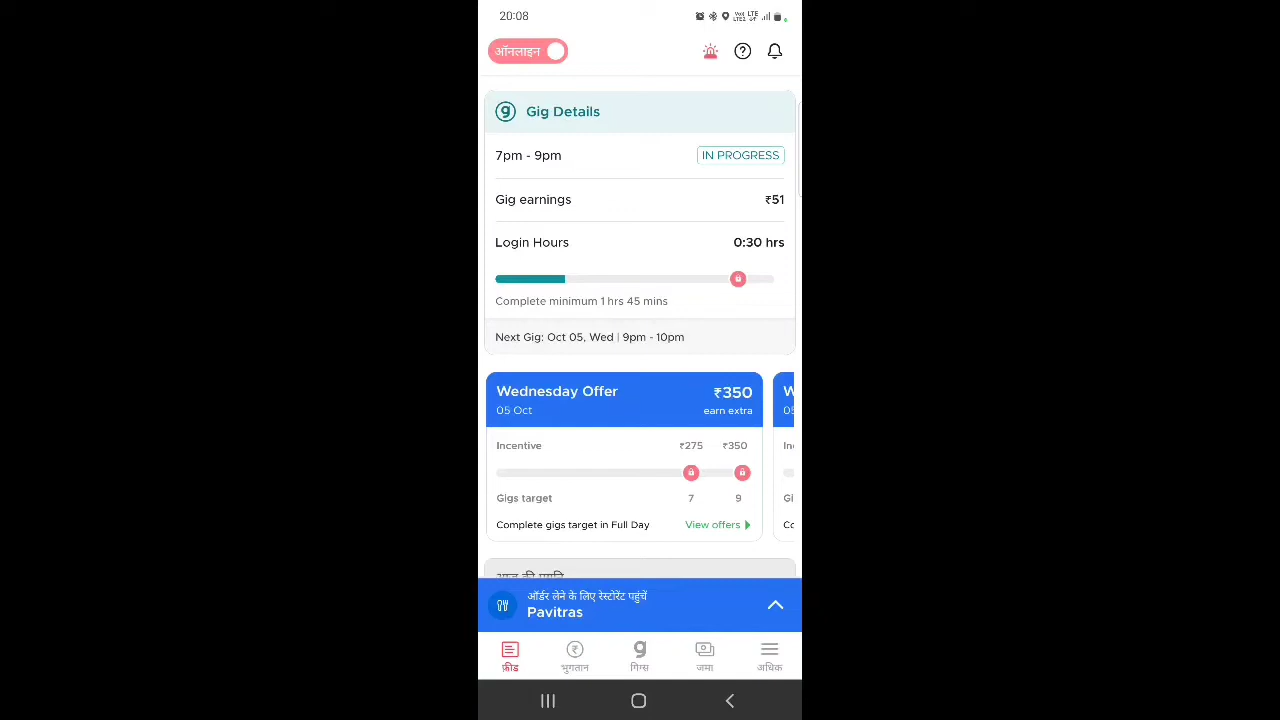 20:08
ऑनलाइन
Gig Details
7pm - 9pm IN PROGRESS
Gig earnings ₹51
Login Hours 0:30 hrs
Complete minimum 1 hrs 45 mins
Next Gig: Oct 05, Wed | 9pm - 10pm
Wednesday Offer ₹350
05 Oct earn extra
Incentive ₹275 ₹350
Gigs target 7 9
Complete gigs target in Full Day View offers
ऑर्डर लेने के लिए रेस्टोरेंट पहुंचें
Pavitras
फ़ीड भुगतान गिग्स जमा अधिक